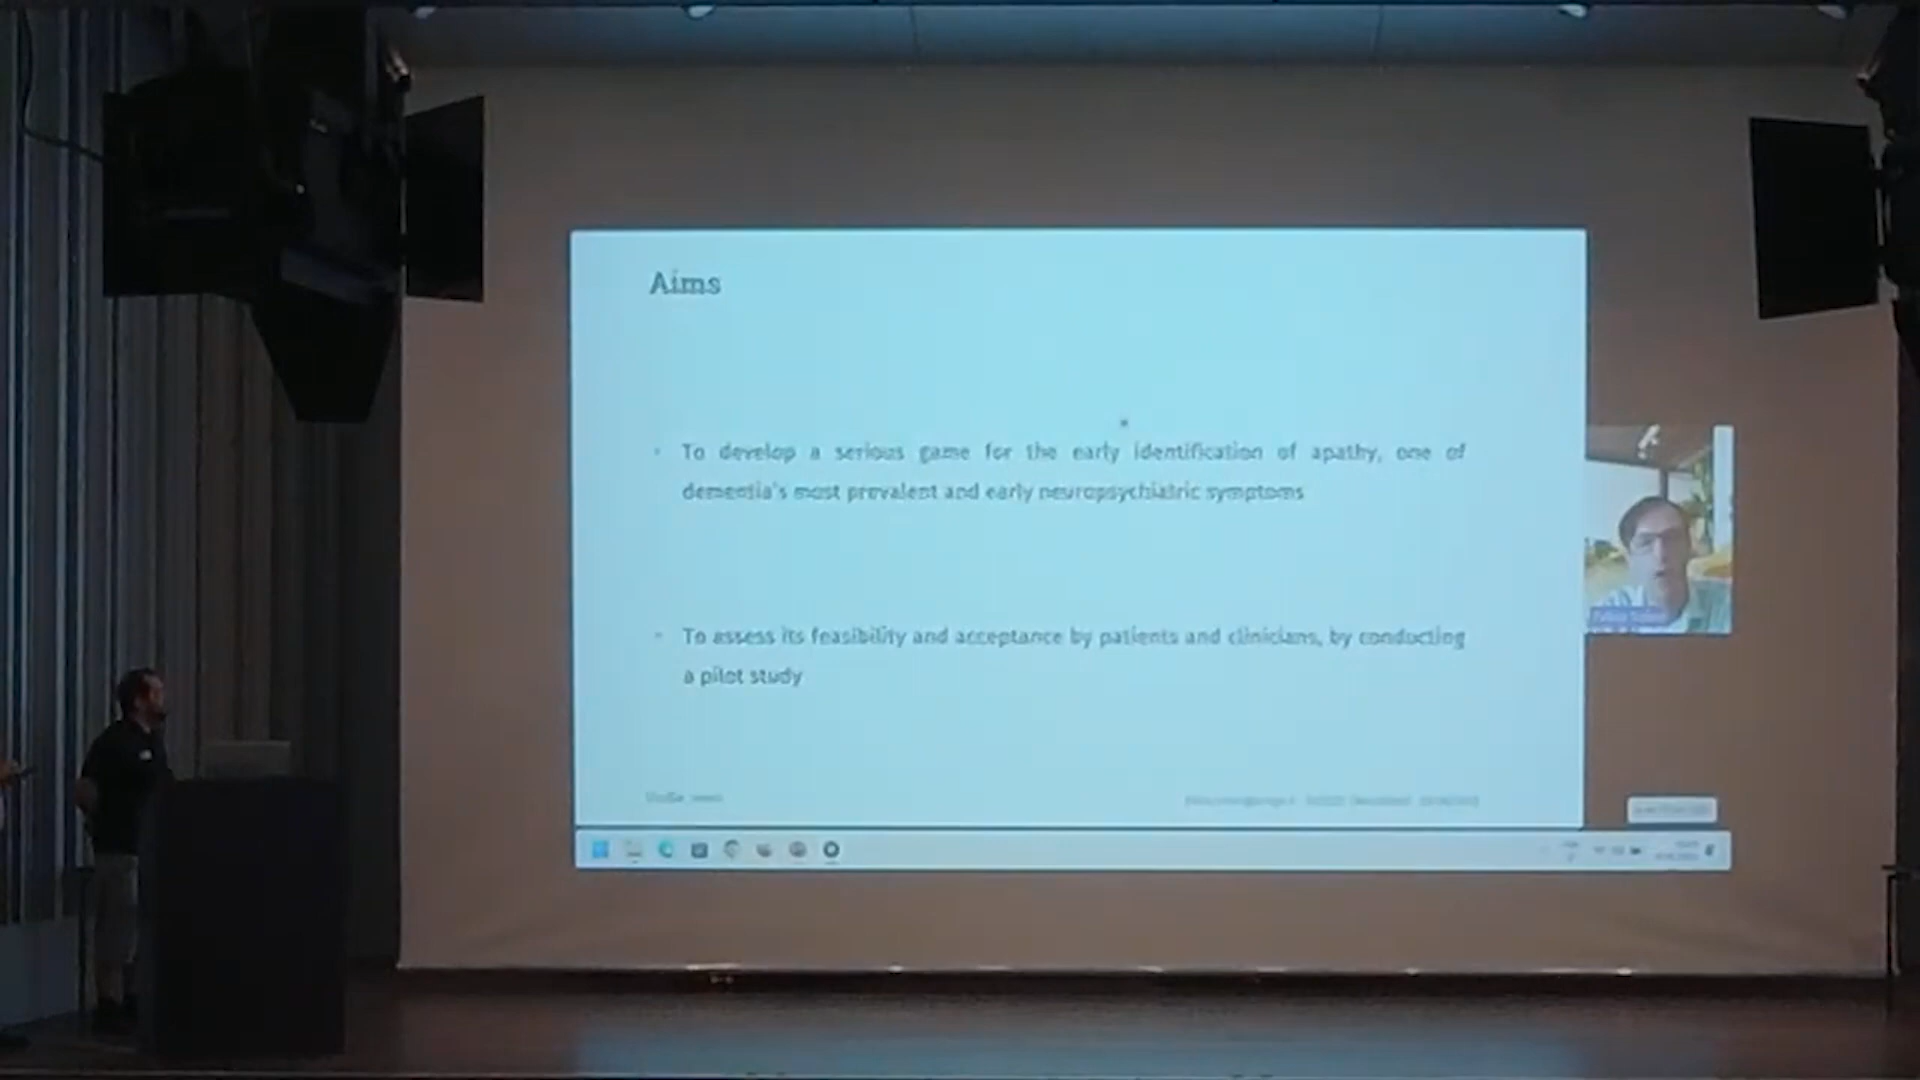 Aims
To develop a serious game for the early identification of apathy, one of
dementia's most prevalent and early neuropsychiatric symptoms
To assess its feasibility and acceptance by patients and clinicians, by conducting
a pilot study